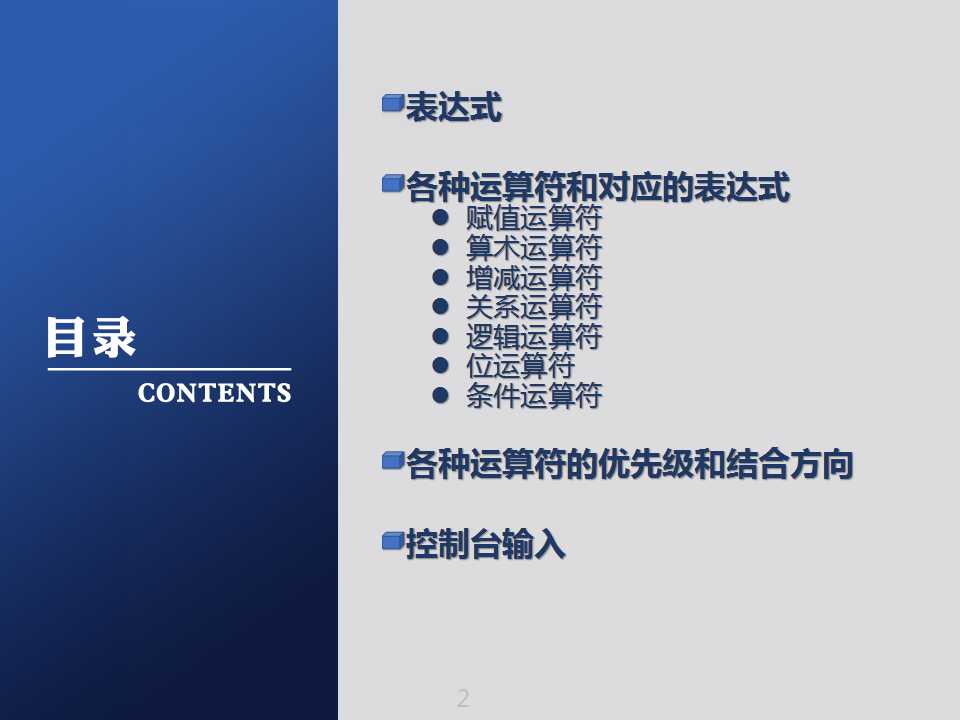 目录
CONTENTS
表达式
各种运算符和对应的表达式
赋值运算符
算术运算符
增减运算符
关系运算符
逻辑运算符
位运算符
条件运算符
各种运算符的优先级和结合方向
控制台输入
2